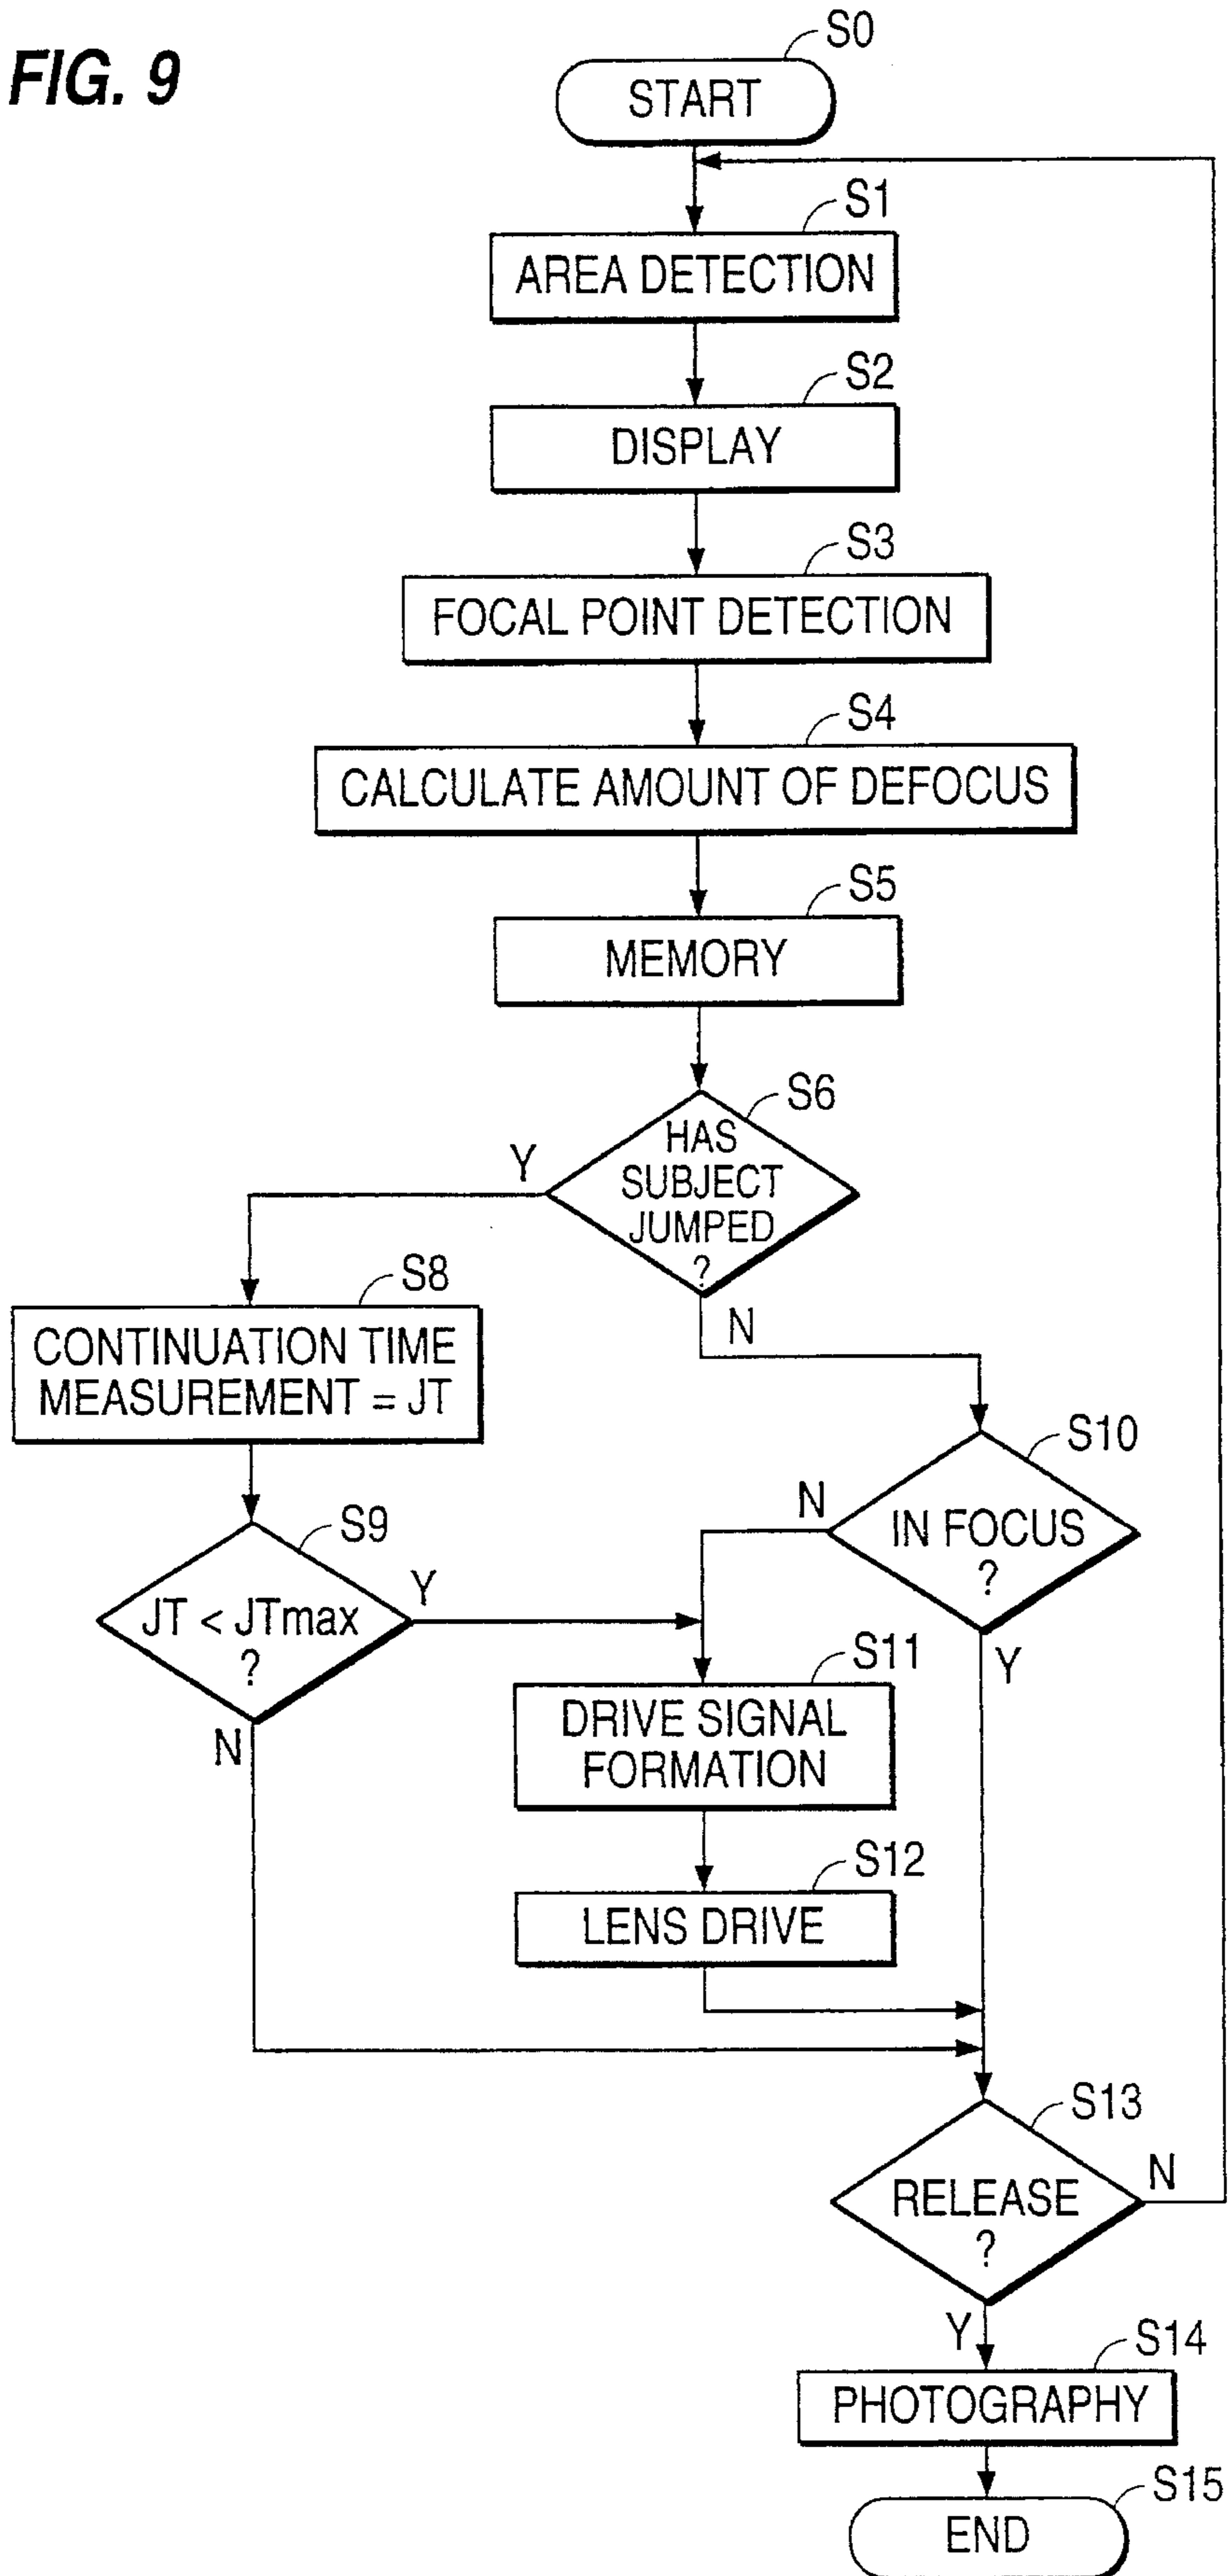 FIG. 9
S0
START
S1
AREA DETECTION
S2
DISPLAY
S3
FOCAL POINT DETECTION
S4
CALCULATE AMOUNT OF DEFOCUS
S5
MEMORY
S6
HAS
SUBJECT
JUMPED
?
Y
N
S8
CONTINUATION TIME
MEASUREMENT = JT
S9
JT < JTmax
?
Y
N
S10
IN FOCUS
?
N
Y
S11
DRIVE SIGNAL
FORMATION
S12
LENS DRIVE
S13
RELEASE
?
N
Y
S14
PHOTOGRAPHY
S15
END